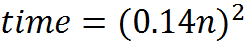 time = (0.14n)²